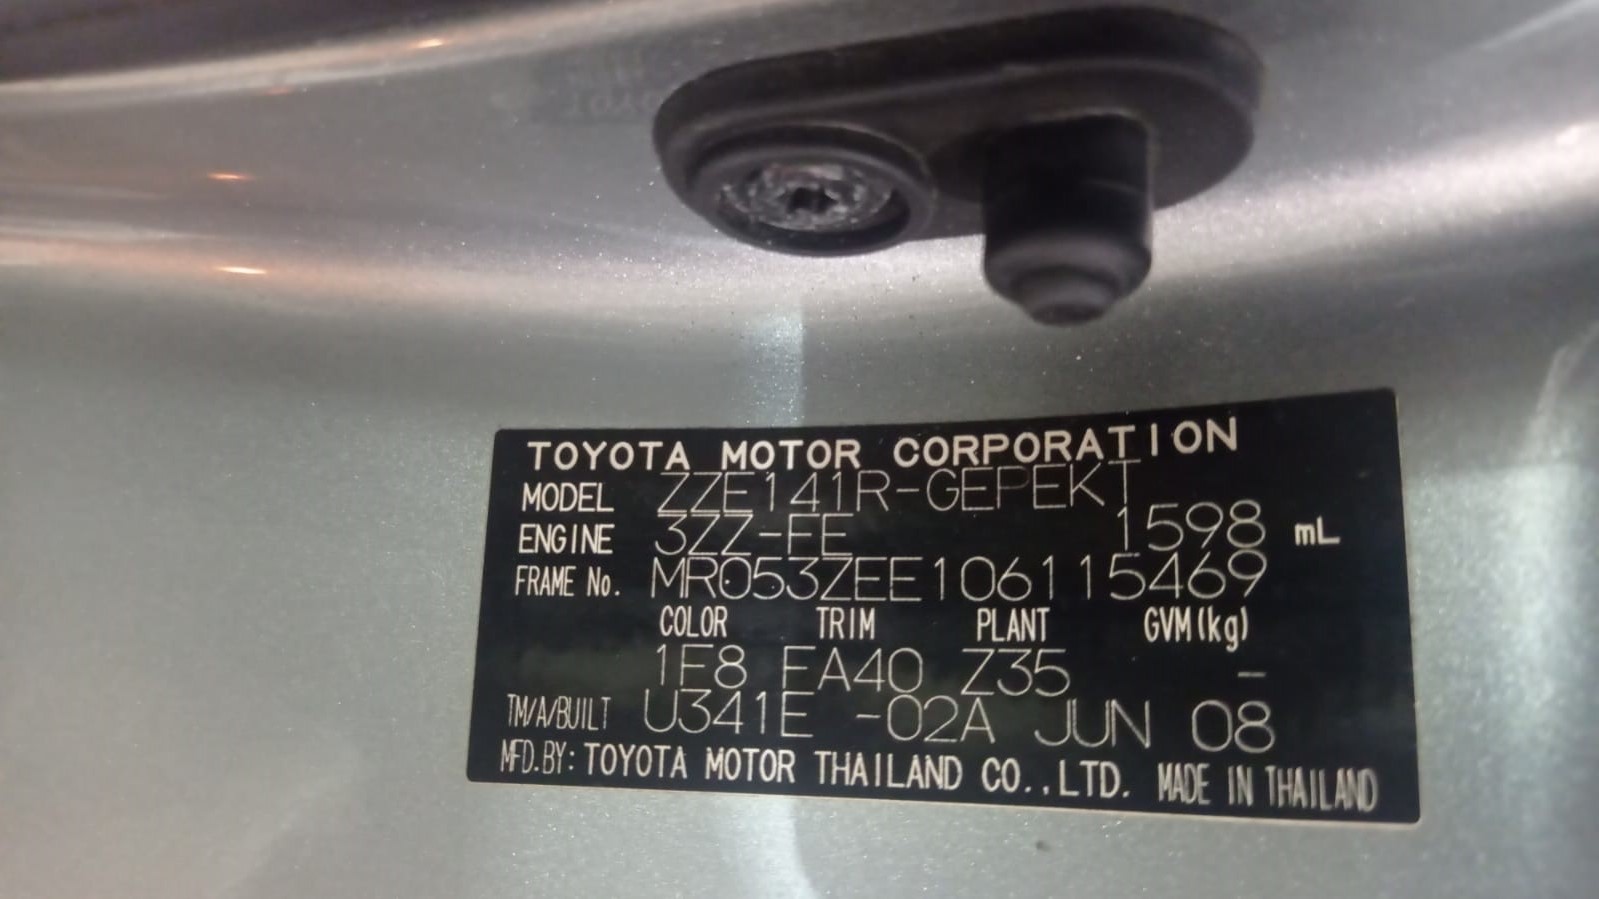 TOYOTA MOTOR CORPORATION
MODEL ZZE141R-GEPEKT
ENGINE 3ZZ-FE 1598 mL
FRAME No. MR053ZEE106115469
COLOR TRIM PLANT GVM(kg)
1F8 FA40 Z35 -
TM/A/BUILT U341E -02A JUN 08
MFD.BY: TOYOTA MOTOR THAILAND CO.,LTD. MADE IN THAILAND